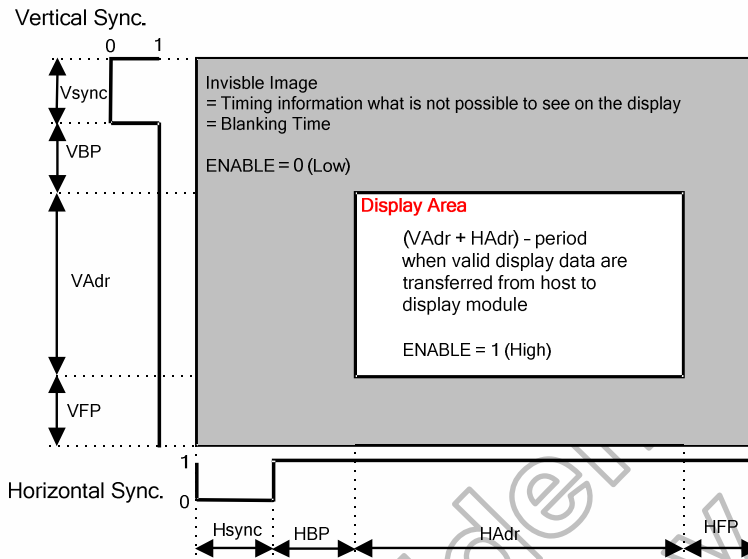 Vertical Sync.
0 1
Vsync
VBP
VAdr
VFP
Invisble Image
= Timing information what is not possible to see on the display
= Blanking Time
ENABLE = 0 (Low)
Display Area
(VAdr + HAdr) - period
when valid display data are
transferred from host to
display module
ENABLE = 1 (High)
Horizontal Sync.
1
0
Hsync
HBP
HAdr
HFP